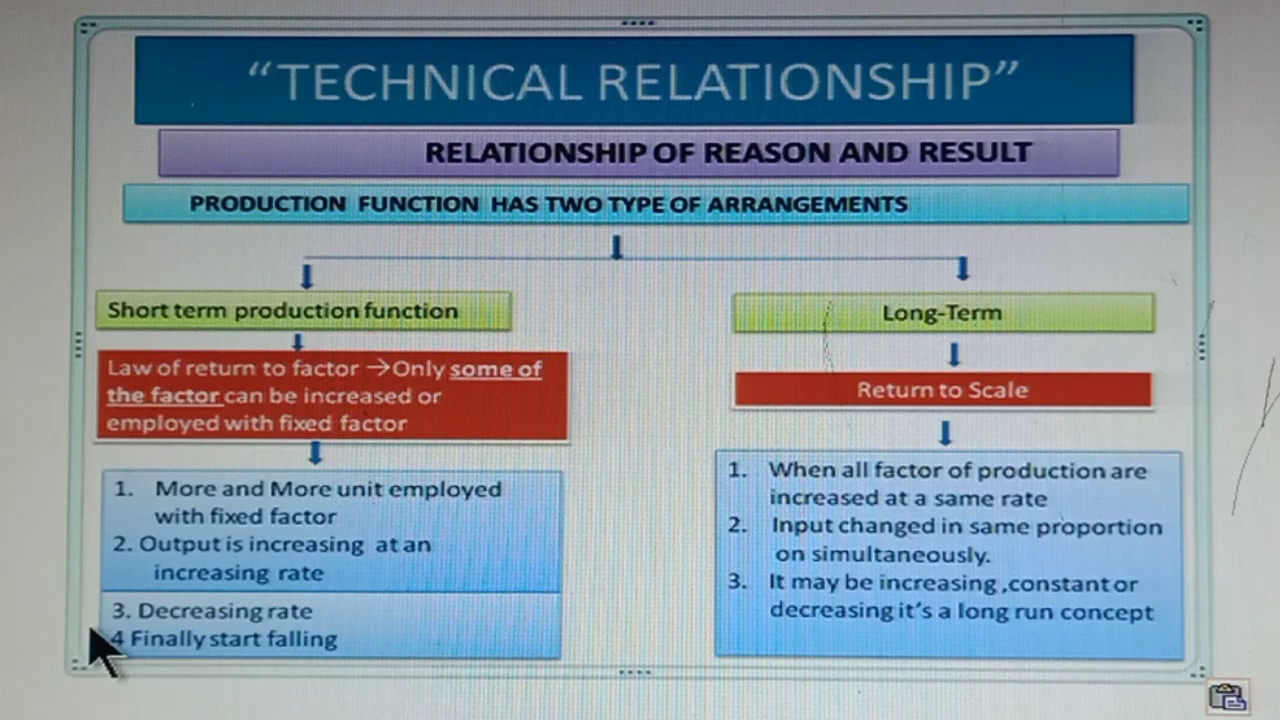 “TECHNICAL RELATIONSHIP”
RELATIONSHIP OF REASON AND RESULT
PRODUCTION FUNCTION HAS TWO TYPE OF ARRANGEMENTS
Short term production function
Law of return to factor →Only some of
the factor can be increased or
employed with fixed factor
1. More and More unit employed
with fixed factor
2. Output is increasing at an
increasing rate
3. Decreasing rate
4 Finally start falling
Long-Term
Return to Scale
1. When all factor of production are
increased at a same rate
2. Input changed in same proportion
on simultaneously.
3. It may be increasing ,constant or
decreasing it's a long run concept